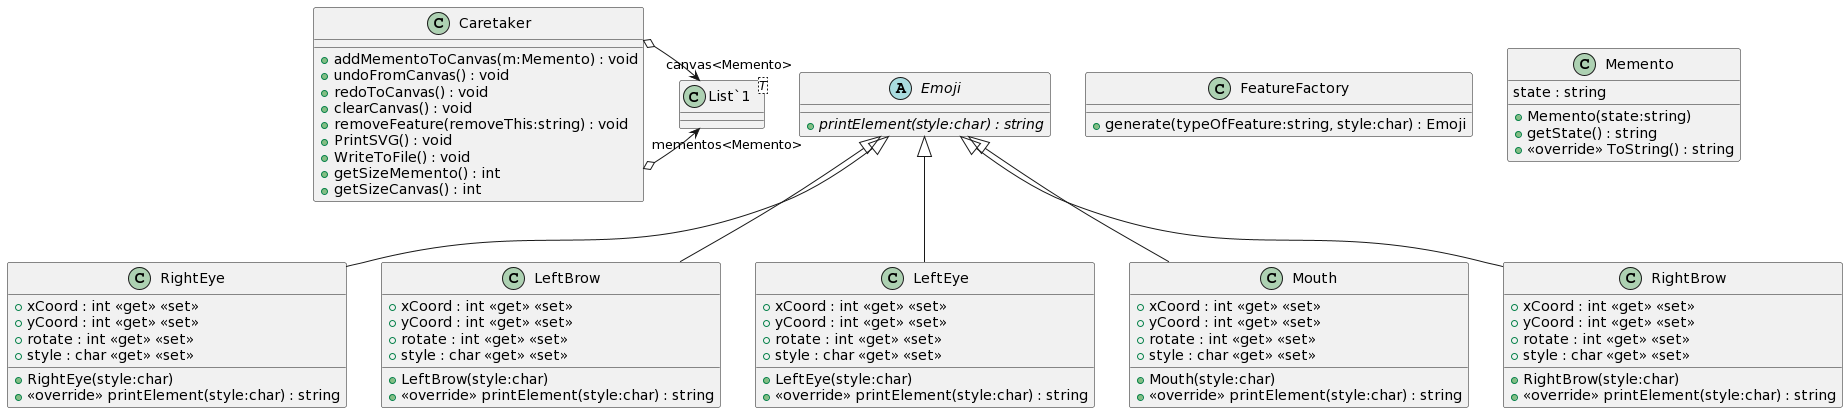 C Caretaker
addMementoToCanvas(m:Memento) : void
undoFromCanvas() : void
redoToCanvas() : void
clearCanvas() : void
removeFeature(removeThis:string) : void
PrintSVG() : void
WriteToFile() : void
getSizeMemento() : int
getSizeCanvas() : int
canvas<Memento>
C List`1
T
mementos<Memento>
A Emoji
printElement(style:char) : string
C FeatureFactory
generate(typeOfFeature:string, style:char) : Emoji
C Memento
state : string
Memento(state:string)
getState() : string
«override» ToString() : string
C RightEye
xCoord : int «get» «set»
yCoord : int «get» «set»
rotate : int «get» «set»
style : char «get» «set»
RightEye(style:char)
«override» printElement(style:char) : string
C LeftBrow
xCoord : int «get» «set»
yCoord : int «get» «set»
rotate : int «get» «set»
style : char «get» «set»
LeftBrow(style:char)
«override» printElement(style:char) : string
C LeftEye
xCoord : int «get» «set»
yCoord : int «get» «set»
rotate : int «get» «set»
style : char «get» «set»
LeftEye(style:char)
«override» printElement(style:char) : string
C Mouth
xCoord : int «get» «set»
yCoord : int «get» «set»
rotate : int «get» «set»
style : char «get» «set»
Mouth(style:char)
«override» printElement(style:char) : string
C RightBrow
xCoord : int «get» «set»
yCoord : int «get» «set»
rotate : int «get» «set»
style : char «get» «set»
RightBrow(style:char)
«override» printElement(style:char) : string